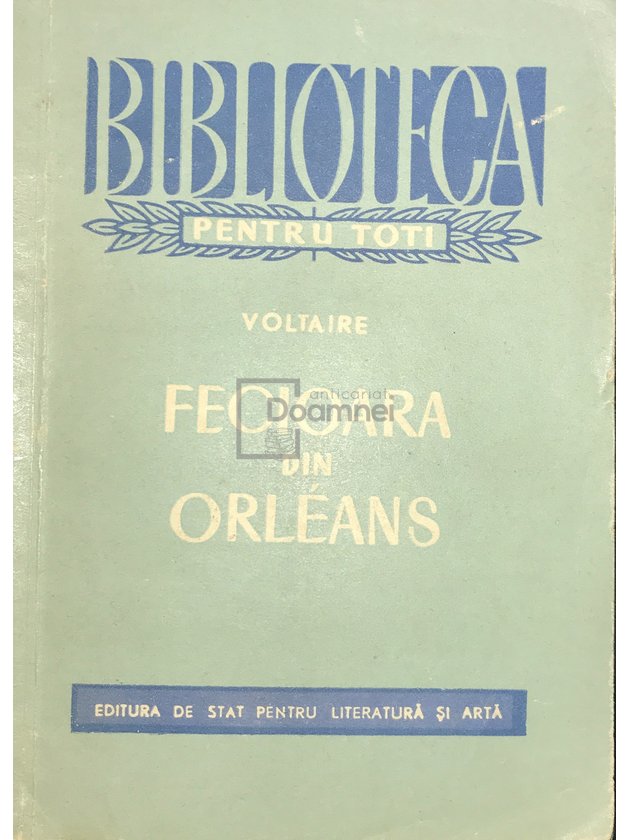 BIBLIOTECA
PENTRU TOTI
VOLTAIRE
FECIOARA
anticariat
Doamnei
DIN
ORLÉANS
EDITURA DE STAT PENTRU LITERATURĂ ȘI ARTĂ